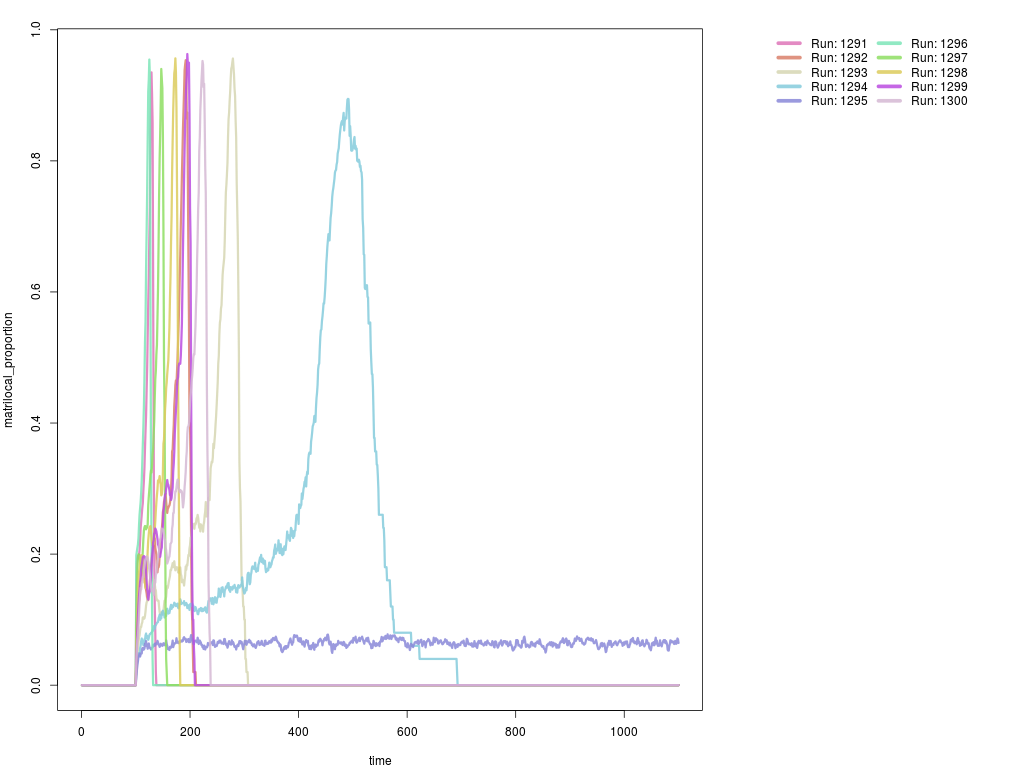 1.0
0.8
0.6
0.4
0.2
0.0
matrilocal_proportion
0 200 400 600 800 1000
time
Run: 1291 Run: 1296
Run: 1292 Run: 1297
Run: 1293 Run: 1298
Run: 1294 Run: 1299
Run: 1295 Run: 1300